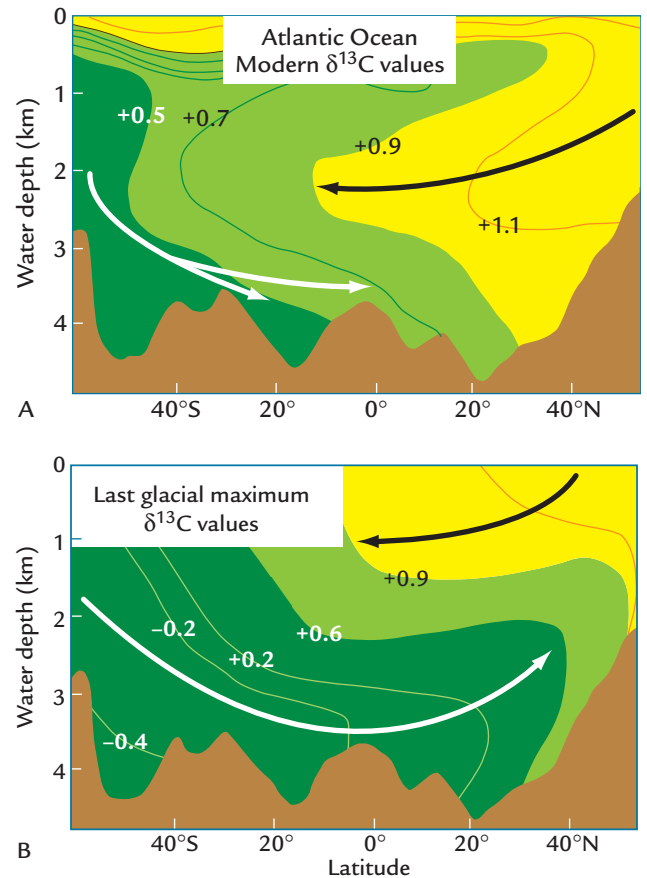 0
Atlantic Ocean
Modern δ¹³C values
1
+0.5
+0.7
+0.9
2
+1.1
3
4
Water depth (km)
40°S
20°
0°
20°
40°N
A
0
Last glacial maximum
δ¹³C values
1
+0.9
2
–0.2
+0.6
+0.2
3
–0.4
4
Water depth (km)
40°S
20°
0°
20°
40°N
B
Latitude